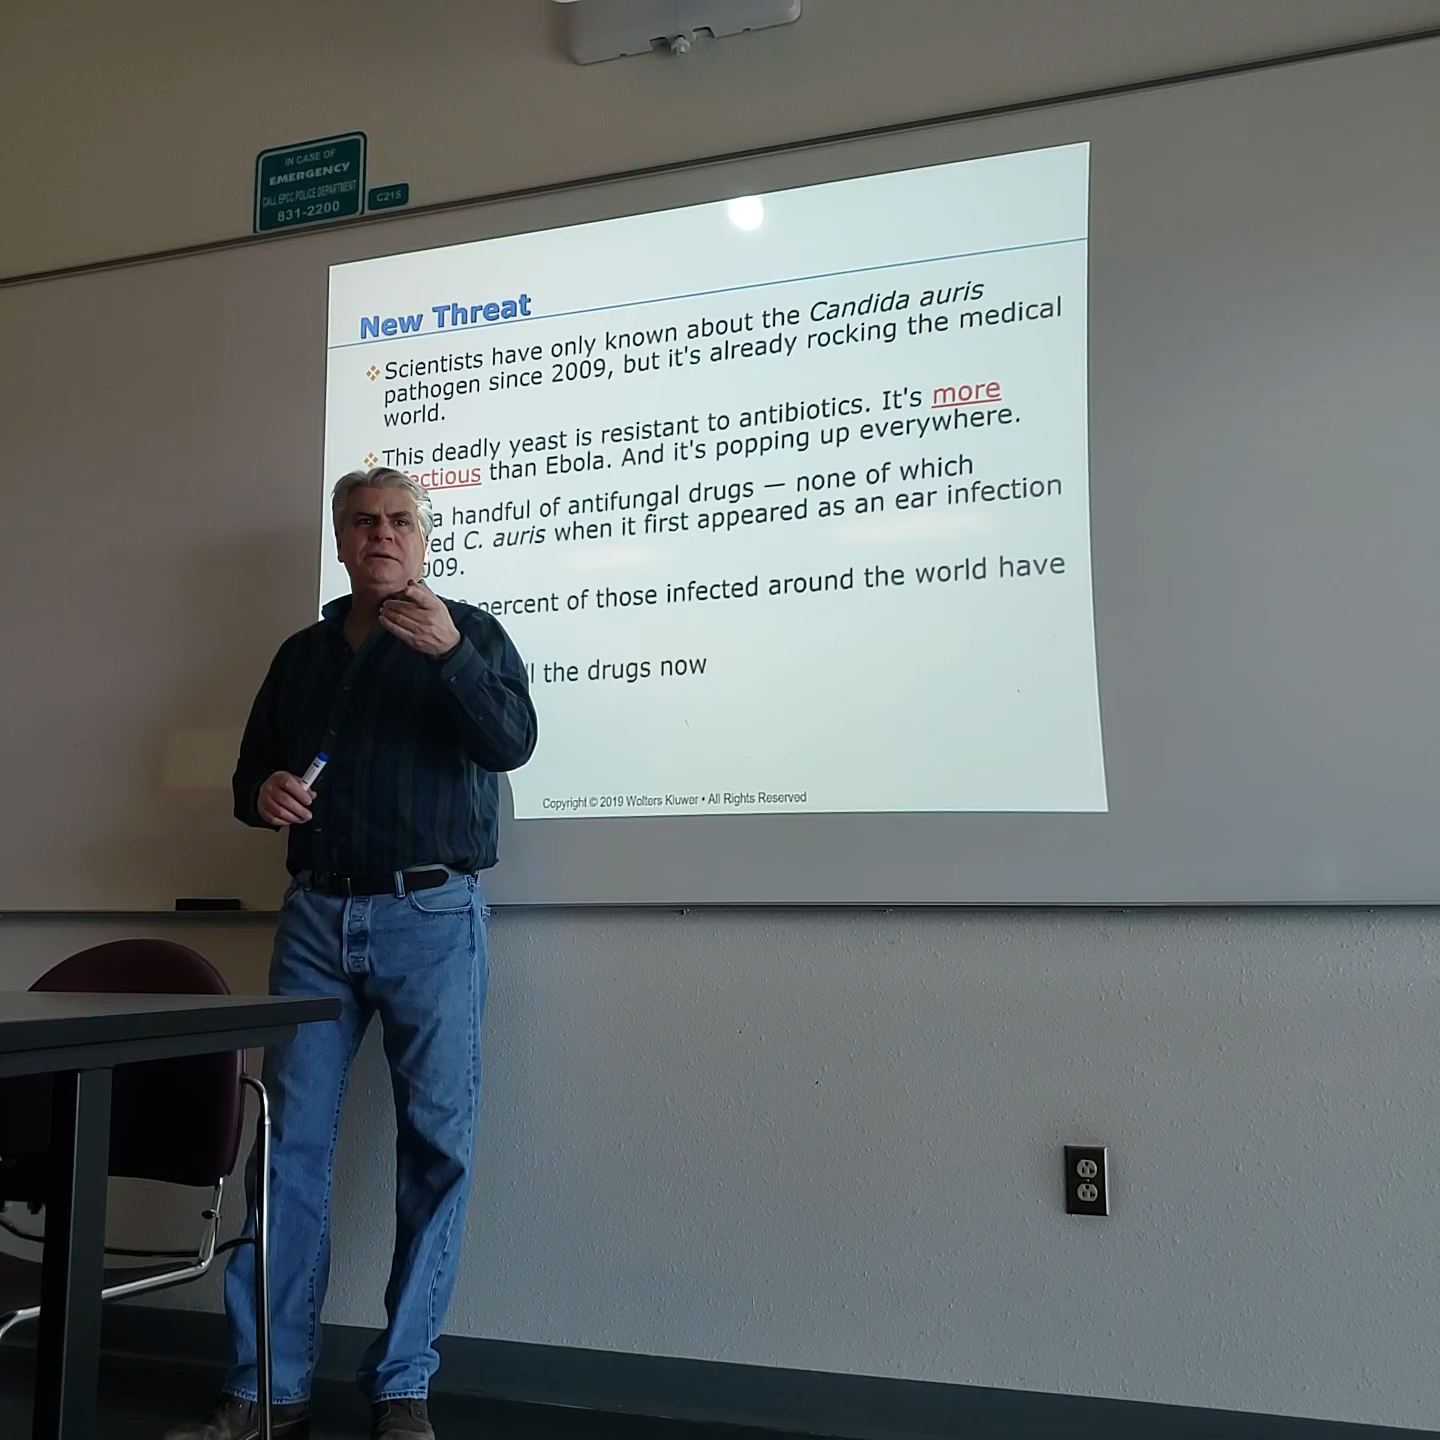 IN CASE OF
EMERGENCY
CALL EPCC POLICE DEPARTMENT
831-2200
C215
New Threat
Scientists have only known about the Candida auris
pathogen since 2009, but it's already rocking the medical
world.
This deadly yeast is resistant to antibiotics. It's more
ectious than Ebola. And it's popping up everywhere.
a handful of antifungal drugs — none of which
ed C. auris when it first appeared as an ear infection
009.
percent of those infected around the world have
the drugs now
Copyright © 2019 Wolters Kluwer • All Rights Reserved